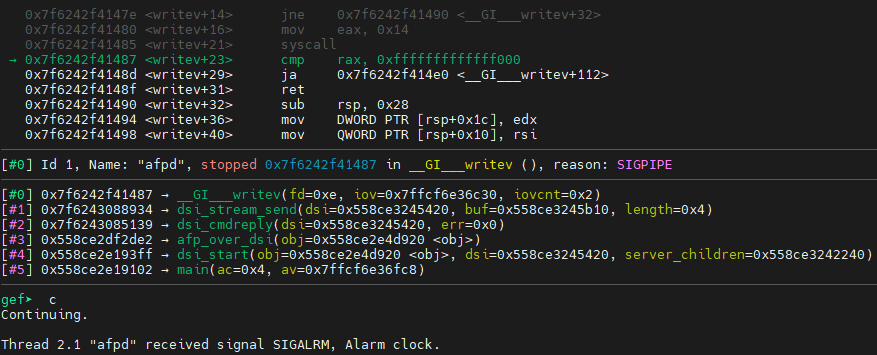 0x7f6242f4147e <writev+14> jne 0x7f6242f41490 <__GI___writev+32>
0x7f6242f41480 <writev+16> mov eax, 0x14
0x7f6242f41485 <writev+21> syscall
→ 0x7f6242f41487 <writev+23> cmp rax, 0xfffffffffffff000
0x7f6242f4148d <writev+29> ja 0x7f6242f414e0 <__GI___writev+112>
0x7f6242f4148f <writev+31> ret
0x7f6242f41490 <writev+32> sub rsp, 0x28
0x7f6242f41494 <writev+36> mov DWORD PTR [rsp+0x1c], edx
0x7f6242f41498 <writev+40> mov QWORD PTR [rsp+0x10], rsi
[#0] Id 1, Name: "afpd", stopped 0x7f6242f41487 in __GI___writev (), reason: SIGPIPE
[#0] 0x7f6242f41487 → __GI___writev(fd=0xe, iov=0x7ffcf6e36c30, iovcnt=0x2)
[#1] 0x7f6243088934 → dsi_stream_send(dsi=0x558ce3245420, buf=0x558ce3245b10, length=0x4)
[#2] 0x7f6243085139 → dsi_cmdreply(dsi=0x558ce3245420, err=0x0)
[#3] 0x558ce2df2de2 → afp_over_dsi(obj=0x558ce2e4d920 <obj>)
[#4] 0x558ce2e193ff → dsi_start(obj=0x558ce2e4d920 <obj>, dsi=0x558ce3245420, server_children=0x558ce3242240)
[#5] 0x558ce2e19102 → main(ac=0x4, av=0x7ffcf6e36fc8)
gef➤ c
Continuing.
Thread 2.1 "afpd" received signal SIGALRM, Alarm clock.